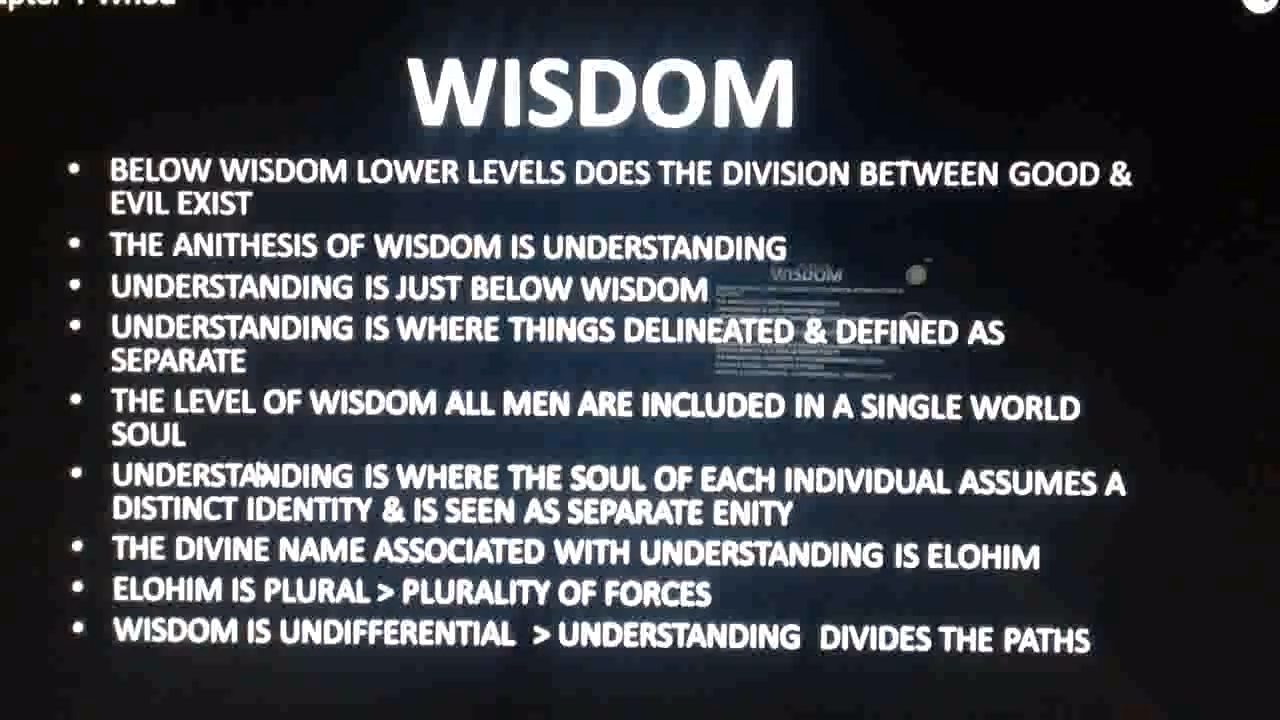 WISDOM
• BELOW WISDOM LOWER LEVELS DOES THE DIVISION BETWEEN GOOD &
EVIL EXIST
• THE ANITHESIS OF WISDOM IS UNDERSTANDING
WISDOM
• UNDERSTANDING IS JUST BELOW WISDOM
• UNDERSTANDING IS WHERE THINGS DELINEATED & DEFINED AS
SEPARATE
• THE LEVEL OF WISDOM ALL MEN ARE INCLUDED IN A SINGLE WORLD
SOUL
• UNDERSTANDING IS WHERE THE SOUL OF EACH INDIVIDUAL ASSUMES A
DISTINCT IDENTITY & IS SEEN AS SEPARATE ENITY
• THE DIVINE NAME ASSOCIATED WITH UNDERSTANDING IS ELOHIM
• ELOHIM IS PLURAL > PLURALITY OF FORCES
• WISDOM IS UNDIFFERENTIAL > UNDERSTANDING DIVIDES THE PATHS